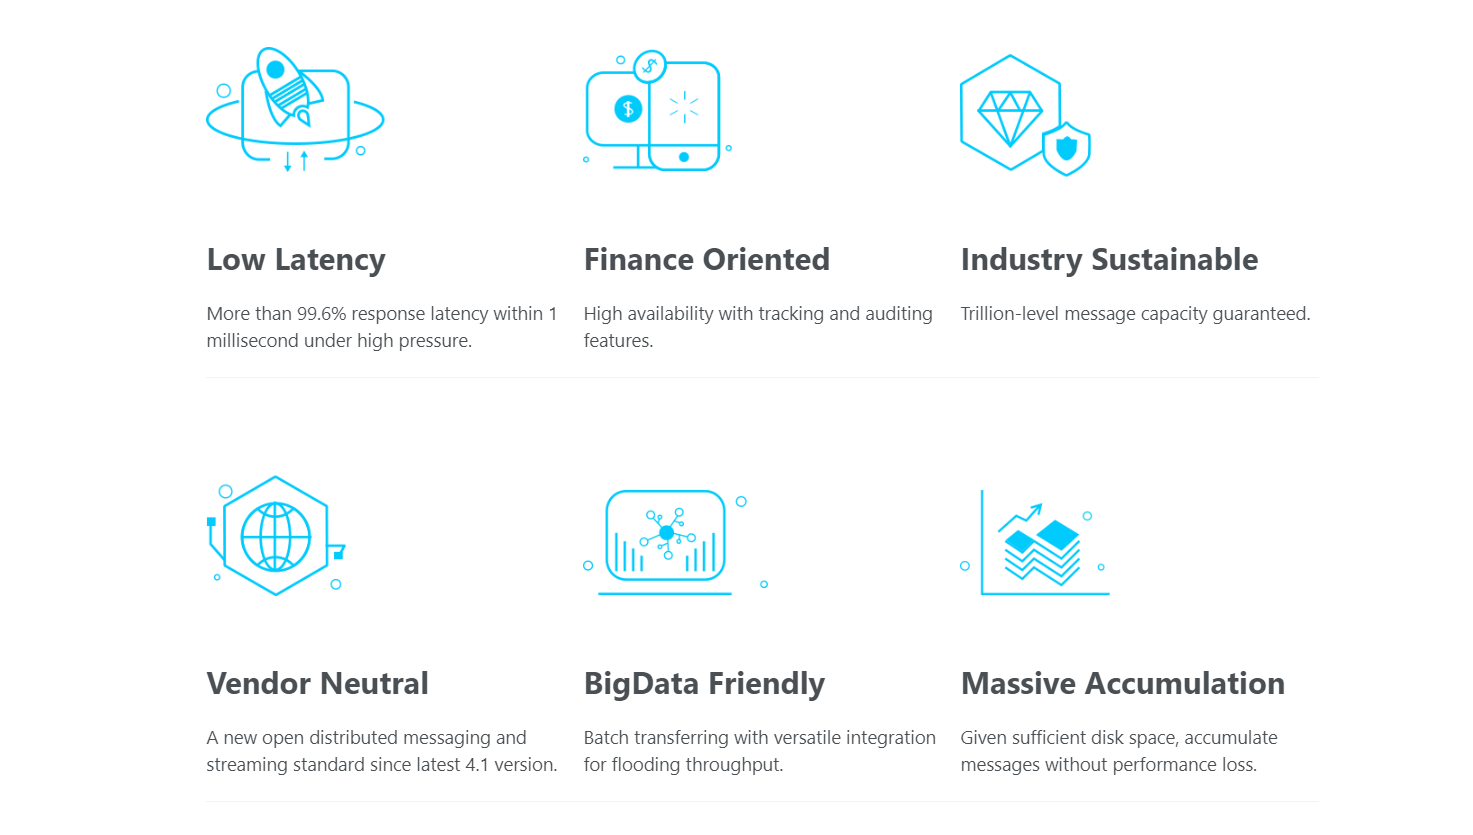 Low Latency
More than 99.6% response latency within 1
millisecond under high pressure.
Finance Oriented
High availability with tracking and auditing
features.
Industry Sustainable
Trillion-level message capacity guaranteed.
Vendor Neutral
A new open distributed messaging and
streaming standard since latest 4.1 version.
BigData Friendly
Batch transferring with versatile integration
for flooding throughput.
Massive Accumulation
Given sufficient disk space, accumulate
messages without performance loss.